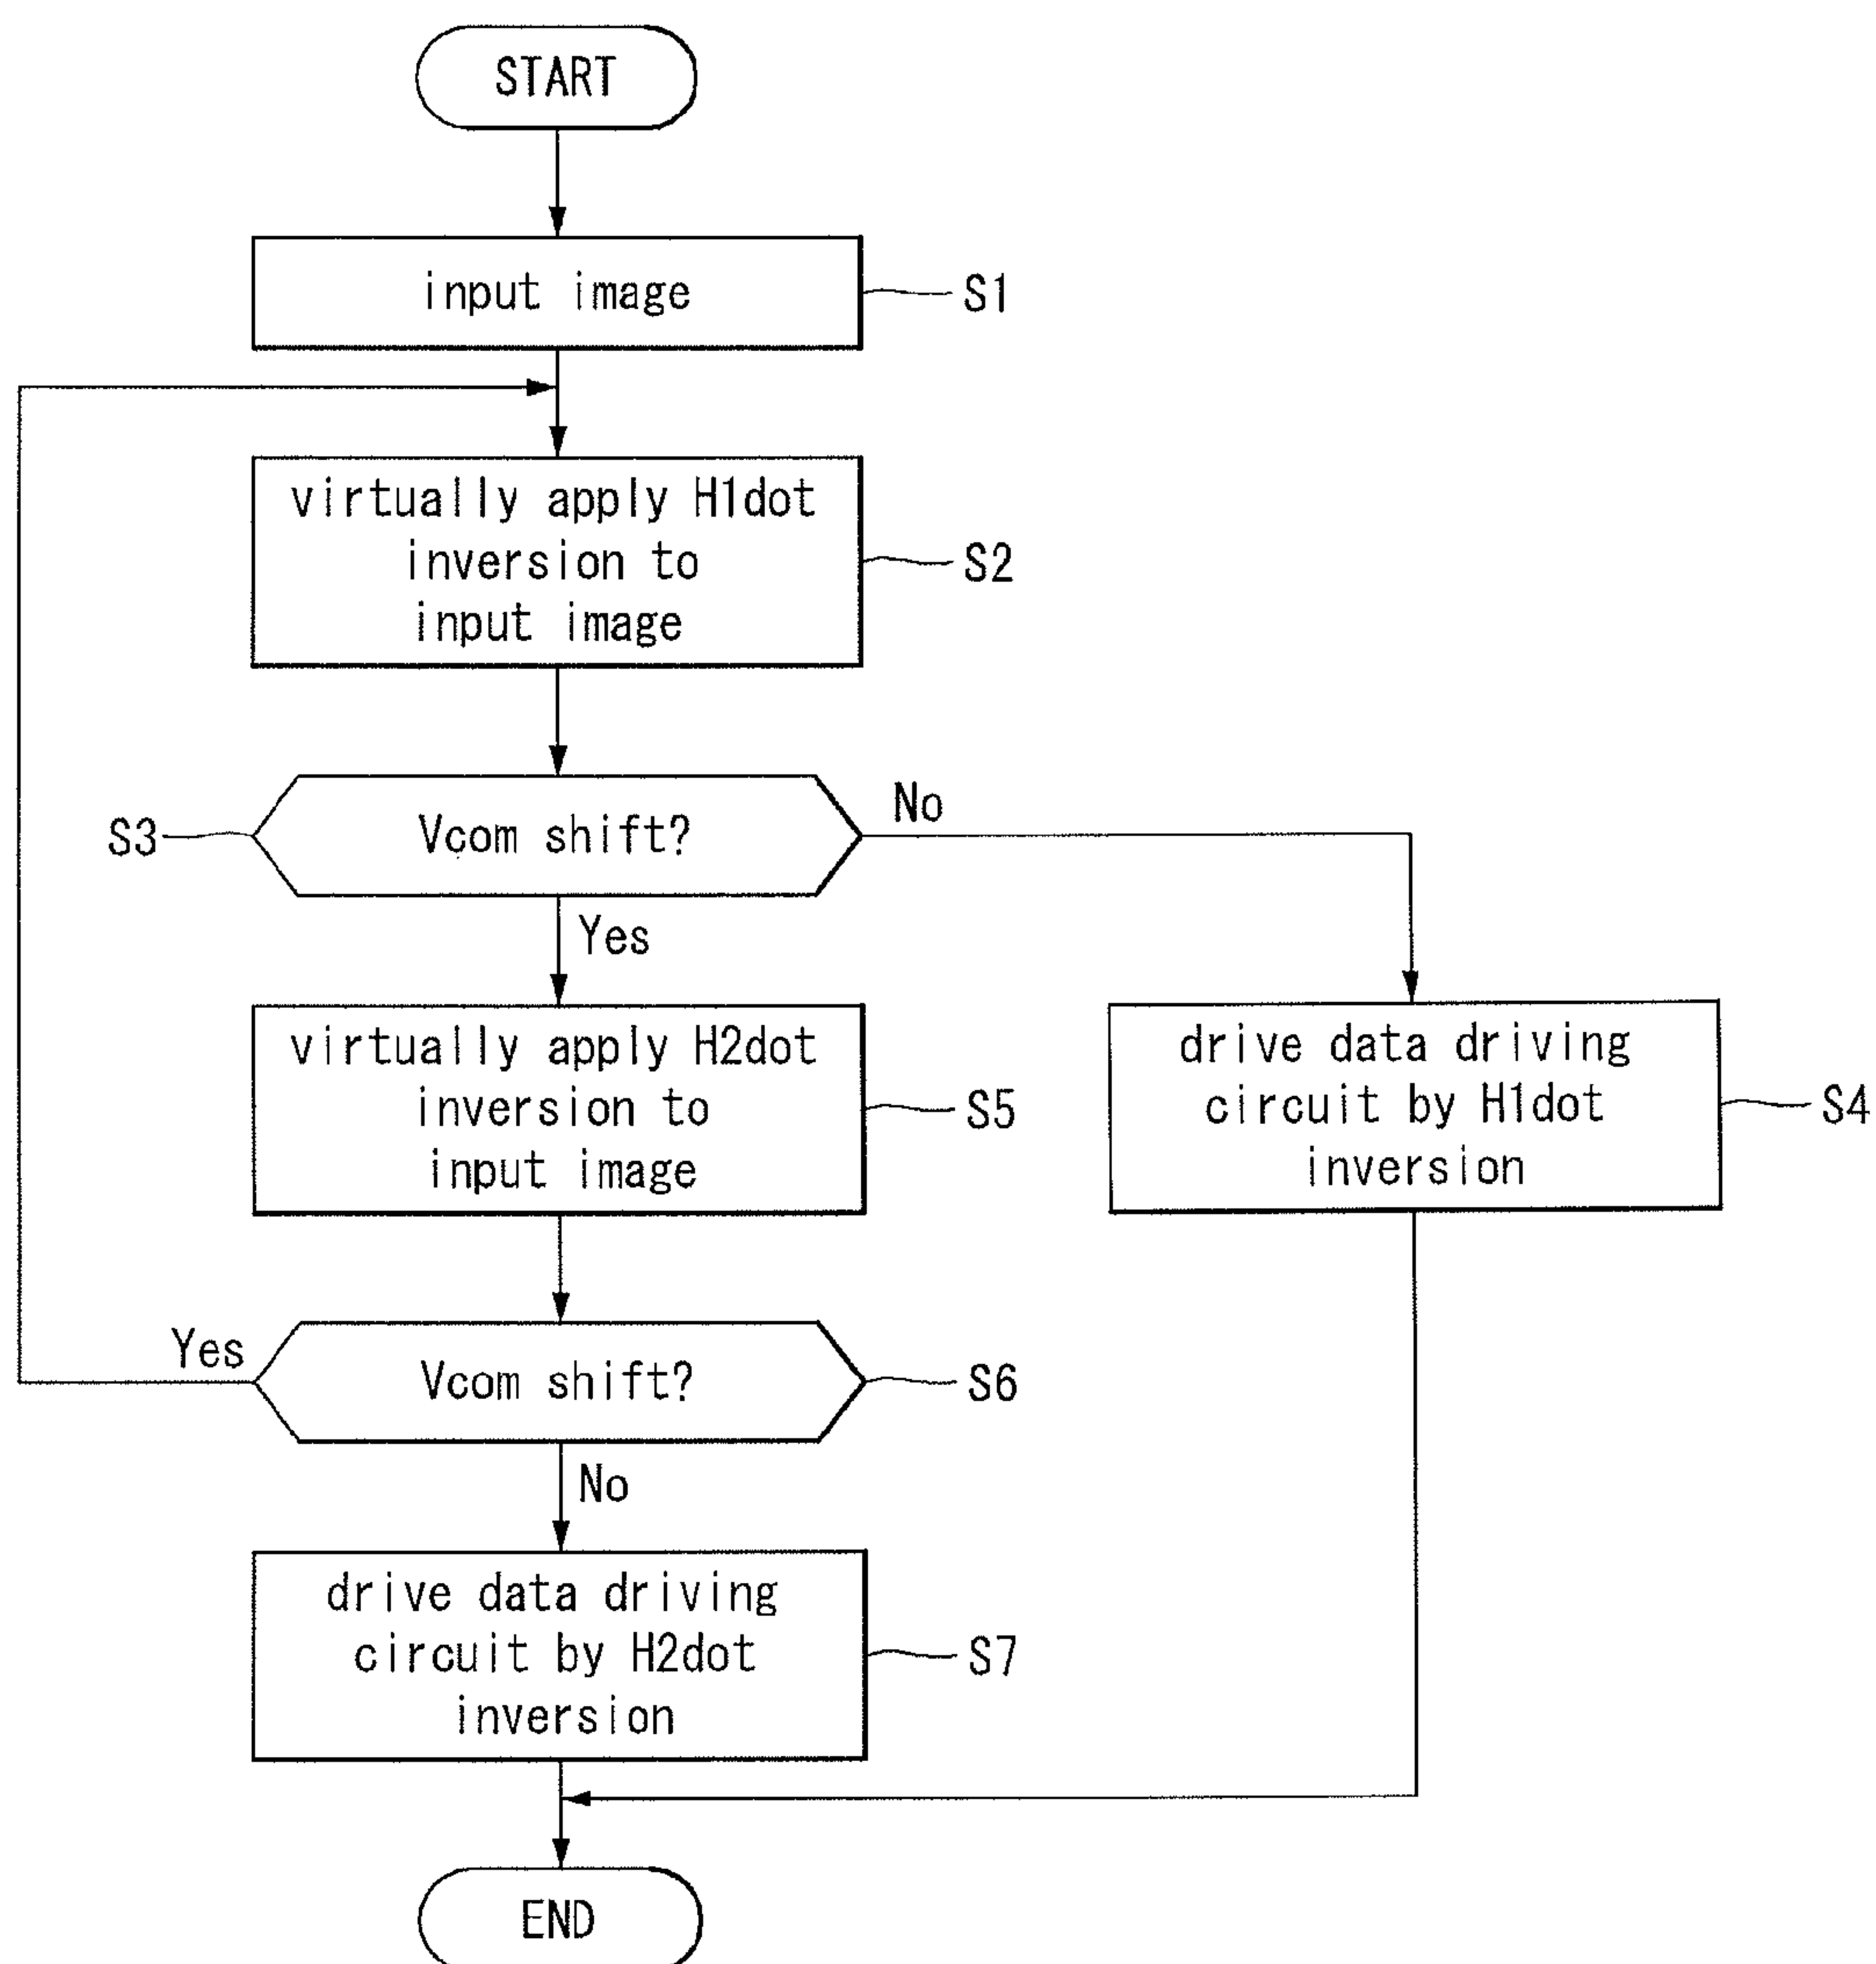 START
input image
S1
virtually apply H1dot
inversion to
input image
S2
S3
Vcom shift?
No
Yes
virtually apply H2dot
inversion to
input image
S5
drive data driving
circuit by H1dot
inversion
S4
Yes
Vcom shift?
S6
No
drive data driving
circuit by H2dot
inversion
S7
END